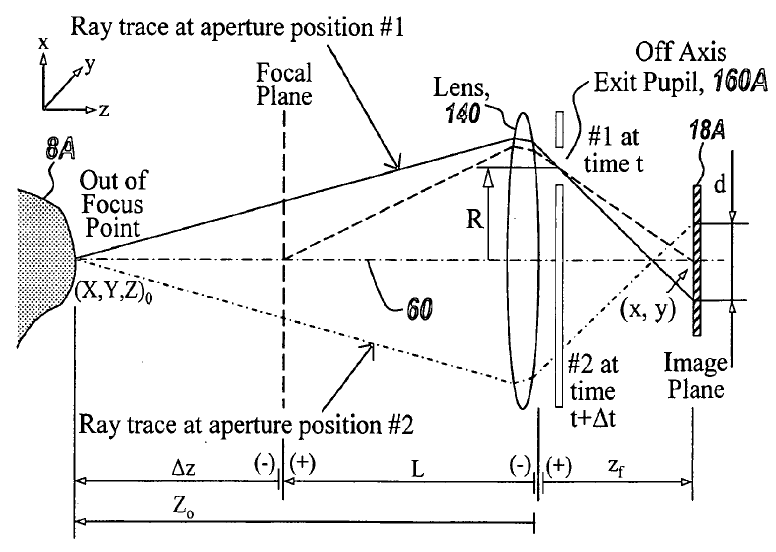 Ray trace at aperture position #1
x
y
z
8A
Out of
Focus
Point
(X,Y,Z)₀
Focal
Plane
Lens,
140
Off Axis
Exit Pupil, 160A
#1 at
time t
18A
d
R
60
(x, y)
#2 at
time
t+Δt
Image
Plane
Ray trace at aperture position #2
Δz
(-)
(+)
L
(-)
(+)
z_f
Z_o